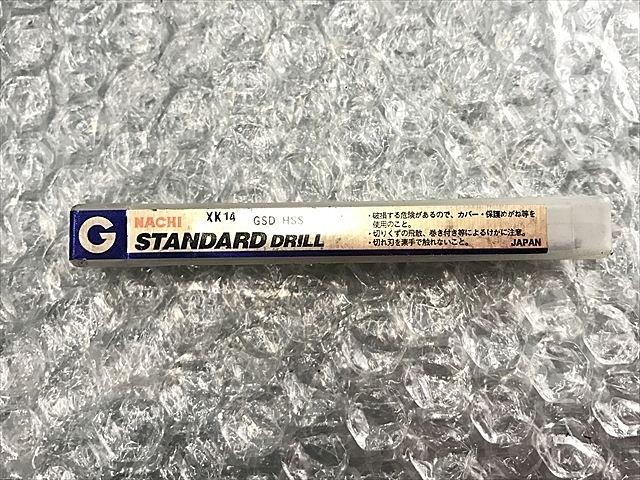 G
NACHI XK14 GSD HSS
STANDARD DRILL
・破損する危険があるので、カバー・保護めがね等を
使用のこと。
・切りくずの飛散、巻き付き等によるけがに注意。
・切れ刃を素手で触れないこと。
JAPAN